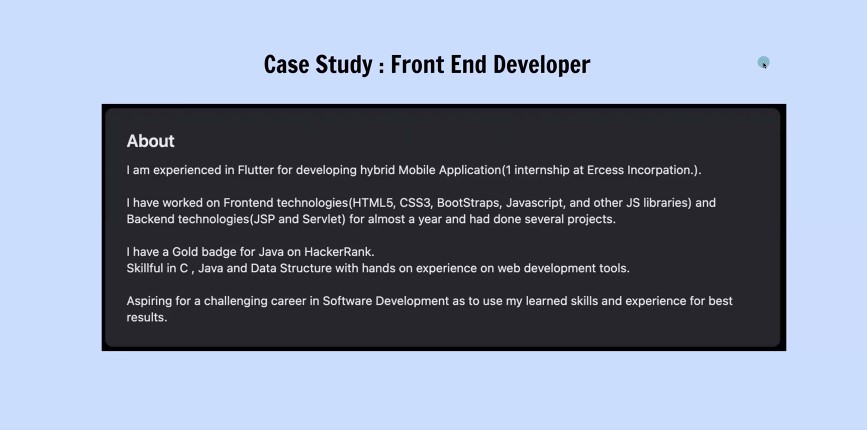 Case Study : Front End Developer
About
I am experienced in Flutter for developing hybrid Mobile Application(1 internship at Ercess Incorpation.).
I have worked on Frontend technologies(HTML5, CSS3, BootStraps, Javascript, and other JS libraries) and
Backend technologies(JSP and Servlet) for almost a year and had done several projects.
I have a Gold badge for Java on HackerRank.
Skillful in C , Java and Data Structure with hands on experience on web development tools.
Aspiring for a challenging career in Software Development as to use my learned skills and experience for best
results.